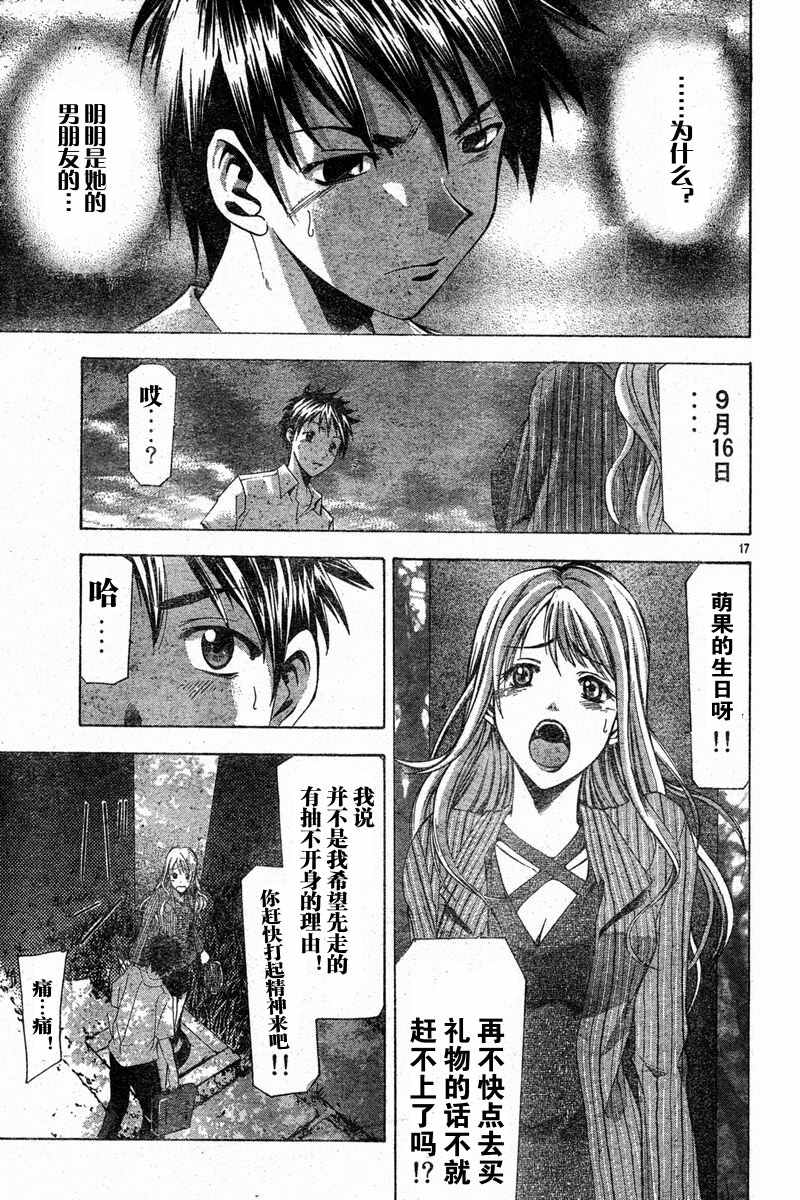 ……为什么？
明明是她的
男朋友的…
9月16日
……
哎……？
17
萌果的生日呀!!
再不快点去买
礼物的话不就
赶不上了吗!?
哈……
我说
并不是我希望先走的
有抽不开身的理由！
你赶快打起精神来吧!!
痛…痛！